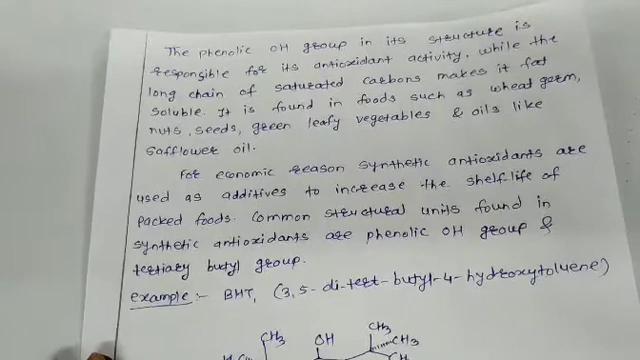 The phenolic OH group in its structure is
responsible for its antioxidant activity, while the
long chain of saturated carbons makes it fat
soluble. It is found in foods such as wheat germ,
nuts, seeds, green leafy vegetables & oils like
safflower oil.
For economic reason synthetic antioxidants are
used as additives to increase the shelf-life of
packed foods. Common structural units found in
synthetic antioxidants are phenolic OH group &
tertiary butyl group.
example :- BHT, (3,5-di-tert-butyl-4-hydroxytoluene)
CH3
CH3 OH CH3